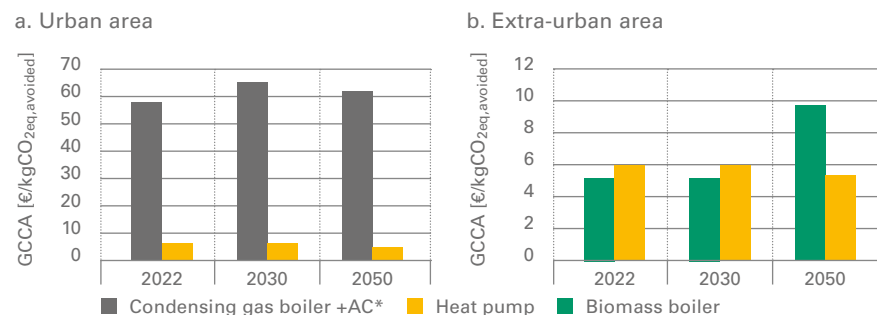 a. Urban area
GCCA [€/kgCO2eq,avoided]
70
60
50
40
30
20
10
0
2022 2030 2050
b. Extra-urban area
GCCA [€/kgCO2eq,avoided]
12
10
8
6
4
2
0
2022 2030 2050
Condensing gas boiler +AC* Heat pump Biomass boiler